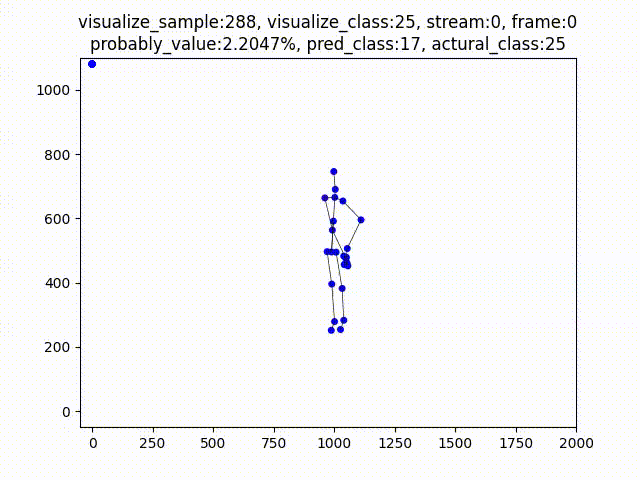 visualize_sample:288, visualize_class:25, stream:0, frame:0
probably_value:2.2047%, pred_class:17, actural_class:25
1000
800
600
400
200
0
0 250 500 750 1000 1250 1500 1750 2000